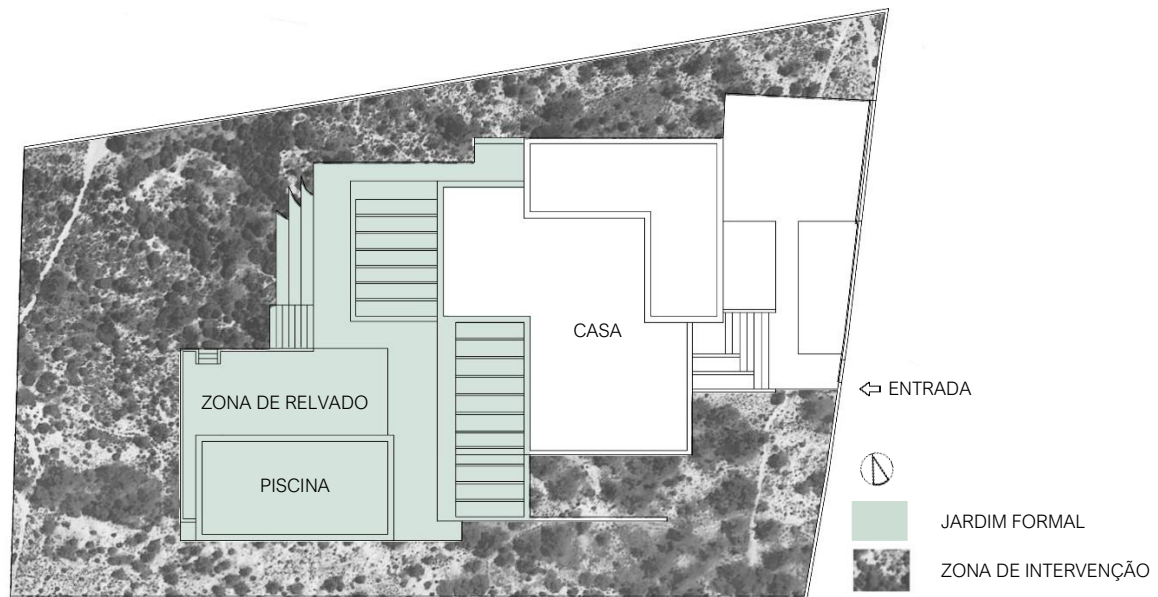 CASA
ZONA DE RELVADO
PISCINA
ENTRADA
JARDIM FORMAL
ZONA DE INTERVENÇÃO